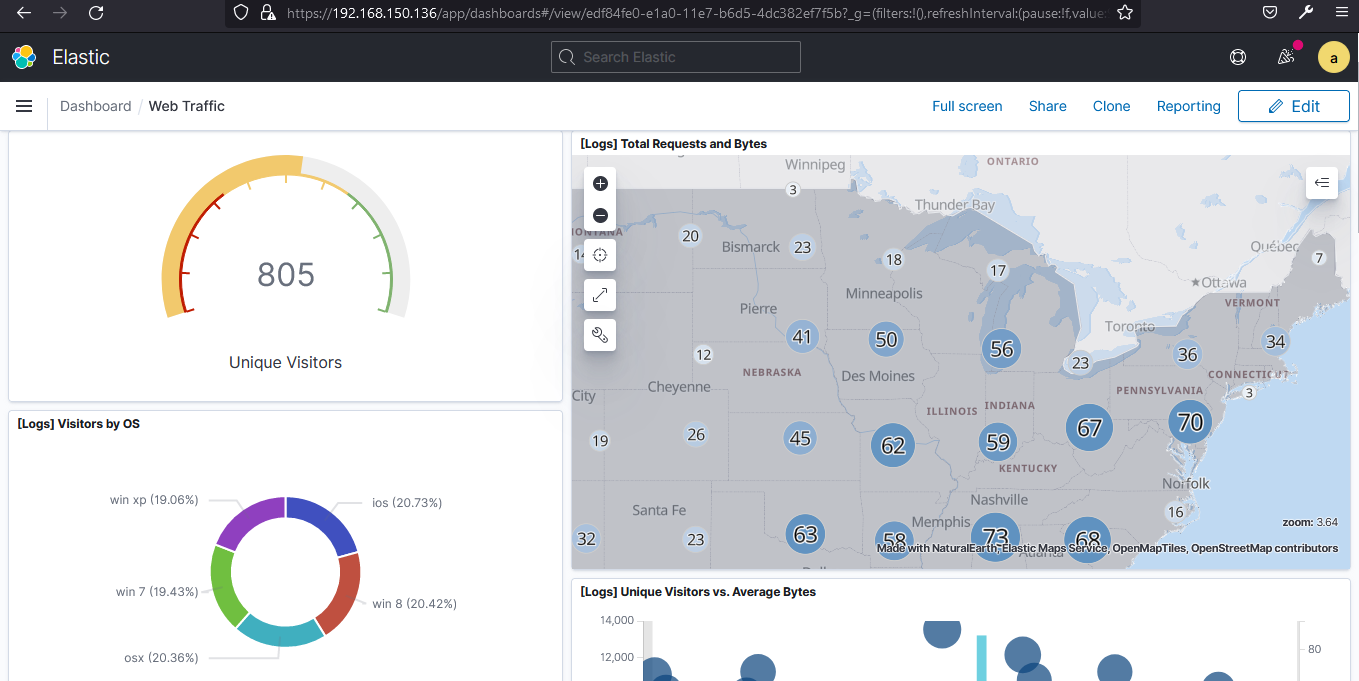 https://192.168.150.136/app/dashboards#/view/edf84fe0-e1a0-11e7-b6d5-4dc382ef7f5b?_g=(filters:!(),refreshInterval:(pause:!f,value:
Elastic
Search Elastic
a
Dashboard / Web Traffic
Full screen
Share
Clone
Reporting
Edit
805
Unique Visitors
[Logs] Visitors by OS
win xp (19.06%)
ios (20.73%)
win 7 (19.43%)
win 8 (20.42%)
osx (20.36%)
[Logs] Total Requests and Bytes
Winnipeg
ONTARIO
3
Thunder Bay
MONTANA
20
Bismarck
23
18
17
Québec
7
14
Ottawa
Minneapolis
VERMONT
Pierre
Toronto
41
50
56
23
36
34
12
NEBRASKA
Des Moines
Cheyenne
CONNECTICUT
PENNSYLVANIA
3
City
ILLINOIS
INDIANA
19
26
45
62
59
67
70
KENTUCKY
Norfolk
Santa Fe
Nashville
16
Memphis
zoom: 3.64
32
23
63
58
73
68
Atlanta
Made with NaturalEarth, Elastic Maps Service, OpenMapTiles, OpenStreetMap contributors
[Logs] Unique Visitors vs. Average Bytes
14,000
12,000
80